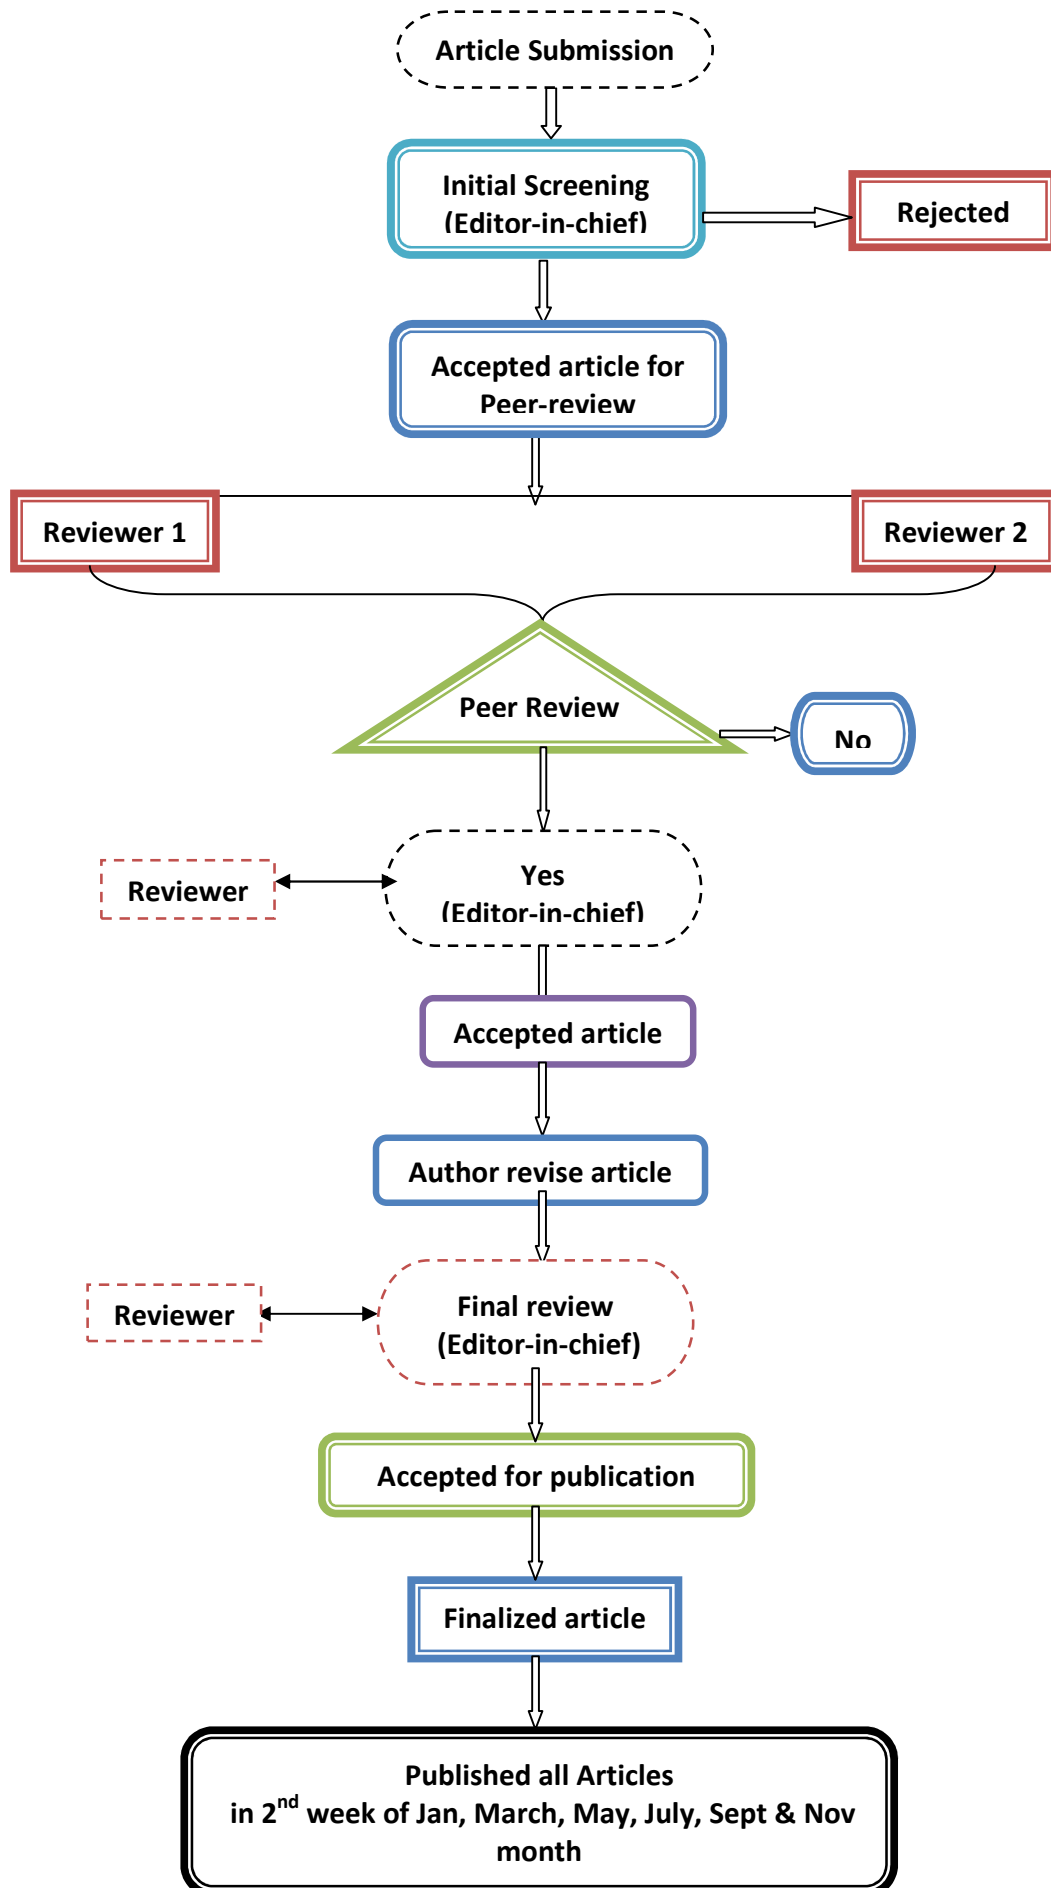 Article Submission
Initial Screening
(Editor-in-chief)
Rejected
Accepted article for
Peer-review
Reviewer 1
Reviewer 2
Peer Review
No
Yes
(Editor-in-chief)
Reviewer
Accepted article
Author revise article
Final review
(Editor-in-chief)
Reviewer
Accepted for publication
Finalized article
Published all Articles
in 2nd week of Jan, March, May, July, Sept & Nov
month